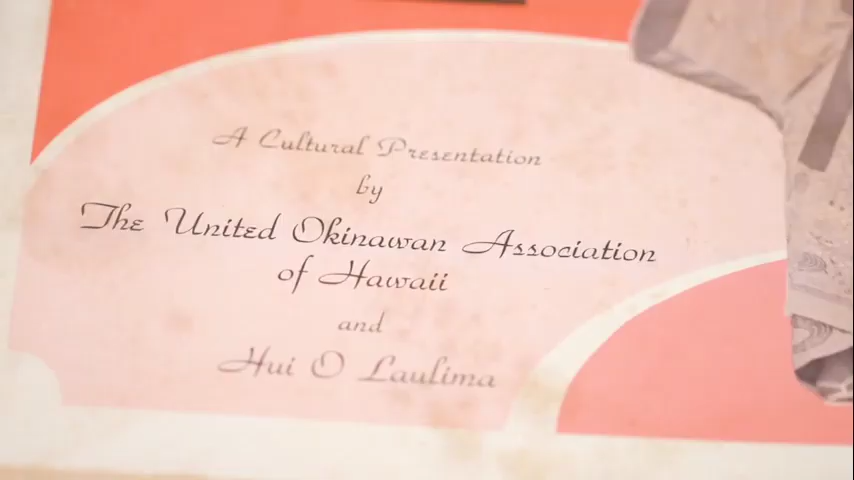 A Cultural Presentation
by
The United Okinawan Association
of Hawaii
and
Hui O Laulima